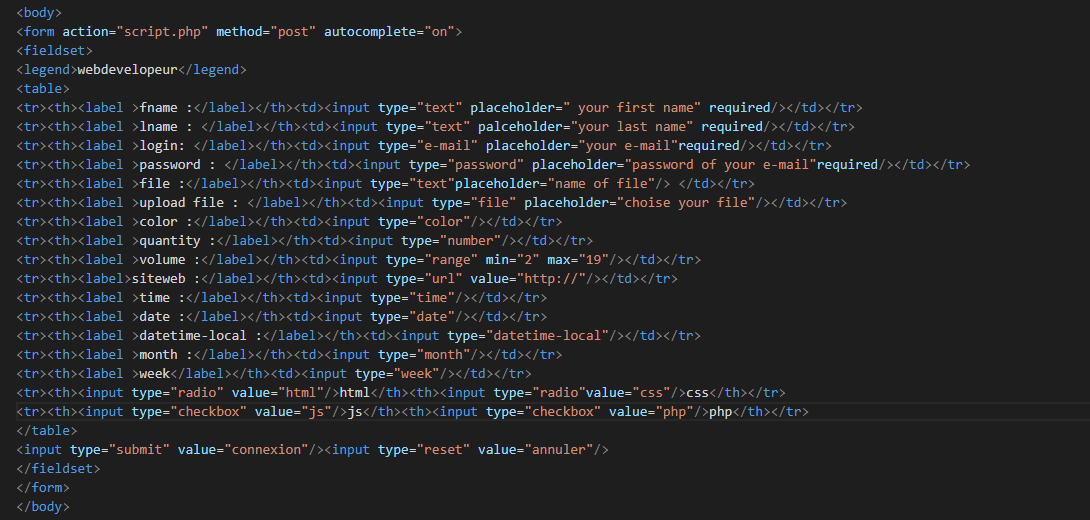 <body>
<form action="script.php" method="post" autocomplete="on">
<fieldset>
<legend>webdevelopeur</legend>
<table>
<tr><th><label >fname :</label></th><td><input type="text" placeholder=" your first name" required/></td></tr>
<tr><th><label >lname : </label></th><td><input type="text" palceholder="your last name" required/></td></tr>
<tr><th><label >login: </label></th><td><input type="e-mail" placeholder="your e-mail"required/></td></tr>
<tr><th><label >password : </label></th><td><input type="password" placeholder="password of your e-mail"required/></td></tr>
<tr><th><label >file :</label></th><td><input type="text"placeholder="name of file"/> </td></tr>
<tr><th><label >upload file : </label></th><td><input type="file" placeholder="choise your file"/></td></tr>
<tr><th><label >color :</label></th><td><input type="color"/></td></tr>
<tr><th><label >quantity :</label></th><td><input type="number"/></td></tr>
<tr><th><label >volume :</label></th><td><input type="range" min="2" max="19"/></td></tr>
<tr><th><label>siteweb :</label></th><td><input type="url" value="http://"/></td></tr>
<tr><th><label >time :</label></th><td><input type="time"/></td></tr>
<tr><th><label >date :</label></th><td><input type="date"/></td></tr>
<tr><th><label >datetime-local :</label></th><td><input type="datetime-local"/></td></tr>
<tr><th><label >month :</label></th><td><input type="month"/></td></tr>
<tr><th><label >week</label></th><td><input type="week"/></td></tr>
<tr><th><input type="radio" value="html"/>html</th><th><input type="radio"value="css"/>css</th></tr>
<tr><th><input type="checkbox" value="js"/>js</th><th><input type="checkbox" value="php"/>php</th></tr>
</table>
<input type="submit" value="connexion"/><input type="reset" value="annuler"/>
</fieldset>
</form>
</body>